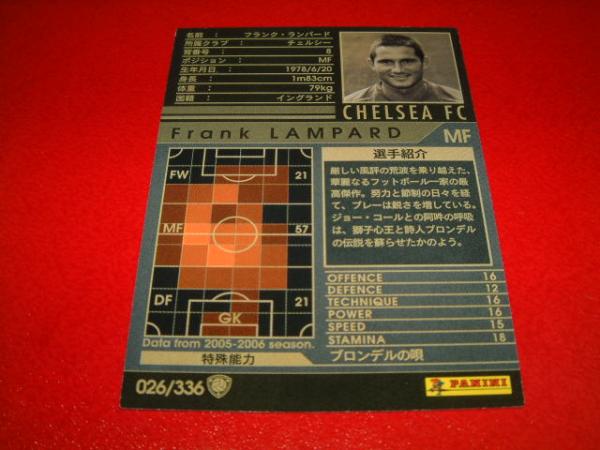 名前 : フランク・ランパード
所属クラブ : チェルシー
背番号 : 8
ポジション : MF
生年月日 : 1978/6/20
身長 : 1m83cm
体重 : 79kg
国籍 : イングランド
CHELSEA FC
Frank LAMPARD MF
FW 21
MF 57
DF 21
GK
Data from 2005-2006 season.
選手紹介
厳しい風評の荒波を乗り越えた、
華麗なるフットボール一家の最
高傑作。努力と節制の日々を経
て、プレーは鋭さを増している。
ジョー・コールとの阿吽の呼吸
は、獅子心王と詩人ブロンデル
の伝説を蘇らせたかのよう。
OFFENCE 16
DEFENCE 12
TECHNIQUE 16
POWER 16
SPEED 15
STAMINA 18
特殊能力 ブロンデルの唄
026/336
PANINI